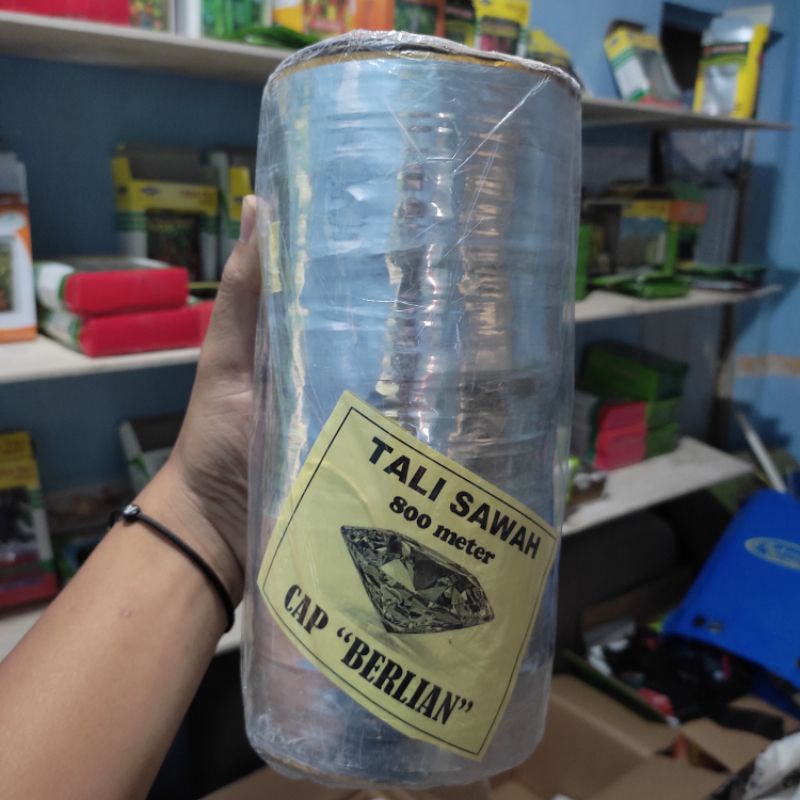 TALI SAWAH
800 meter
CAP "BERLIAN"